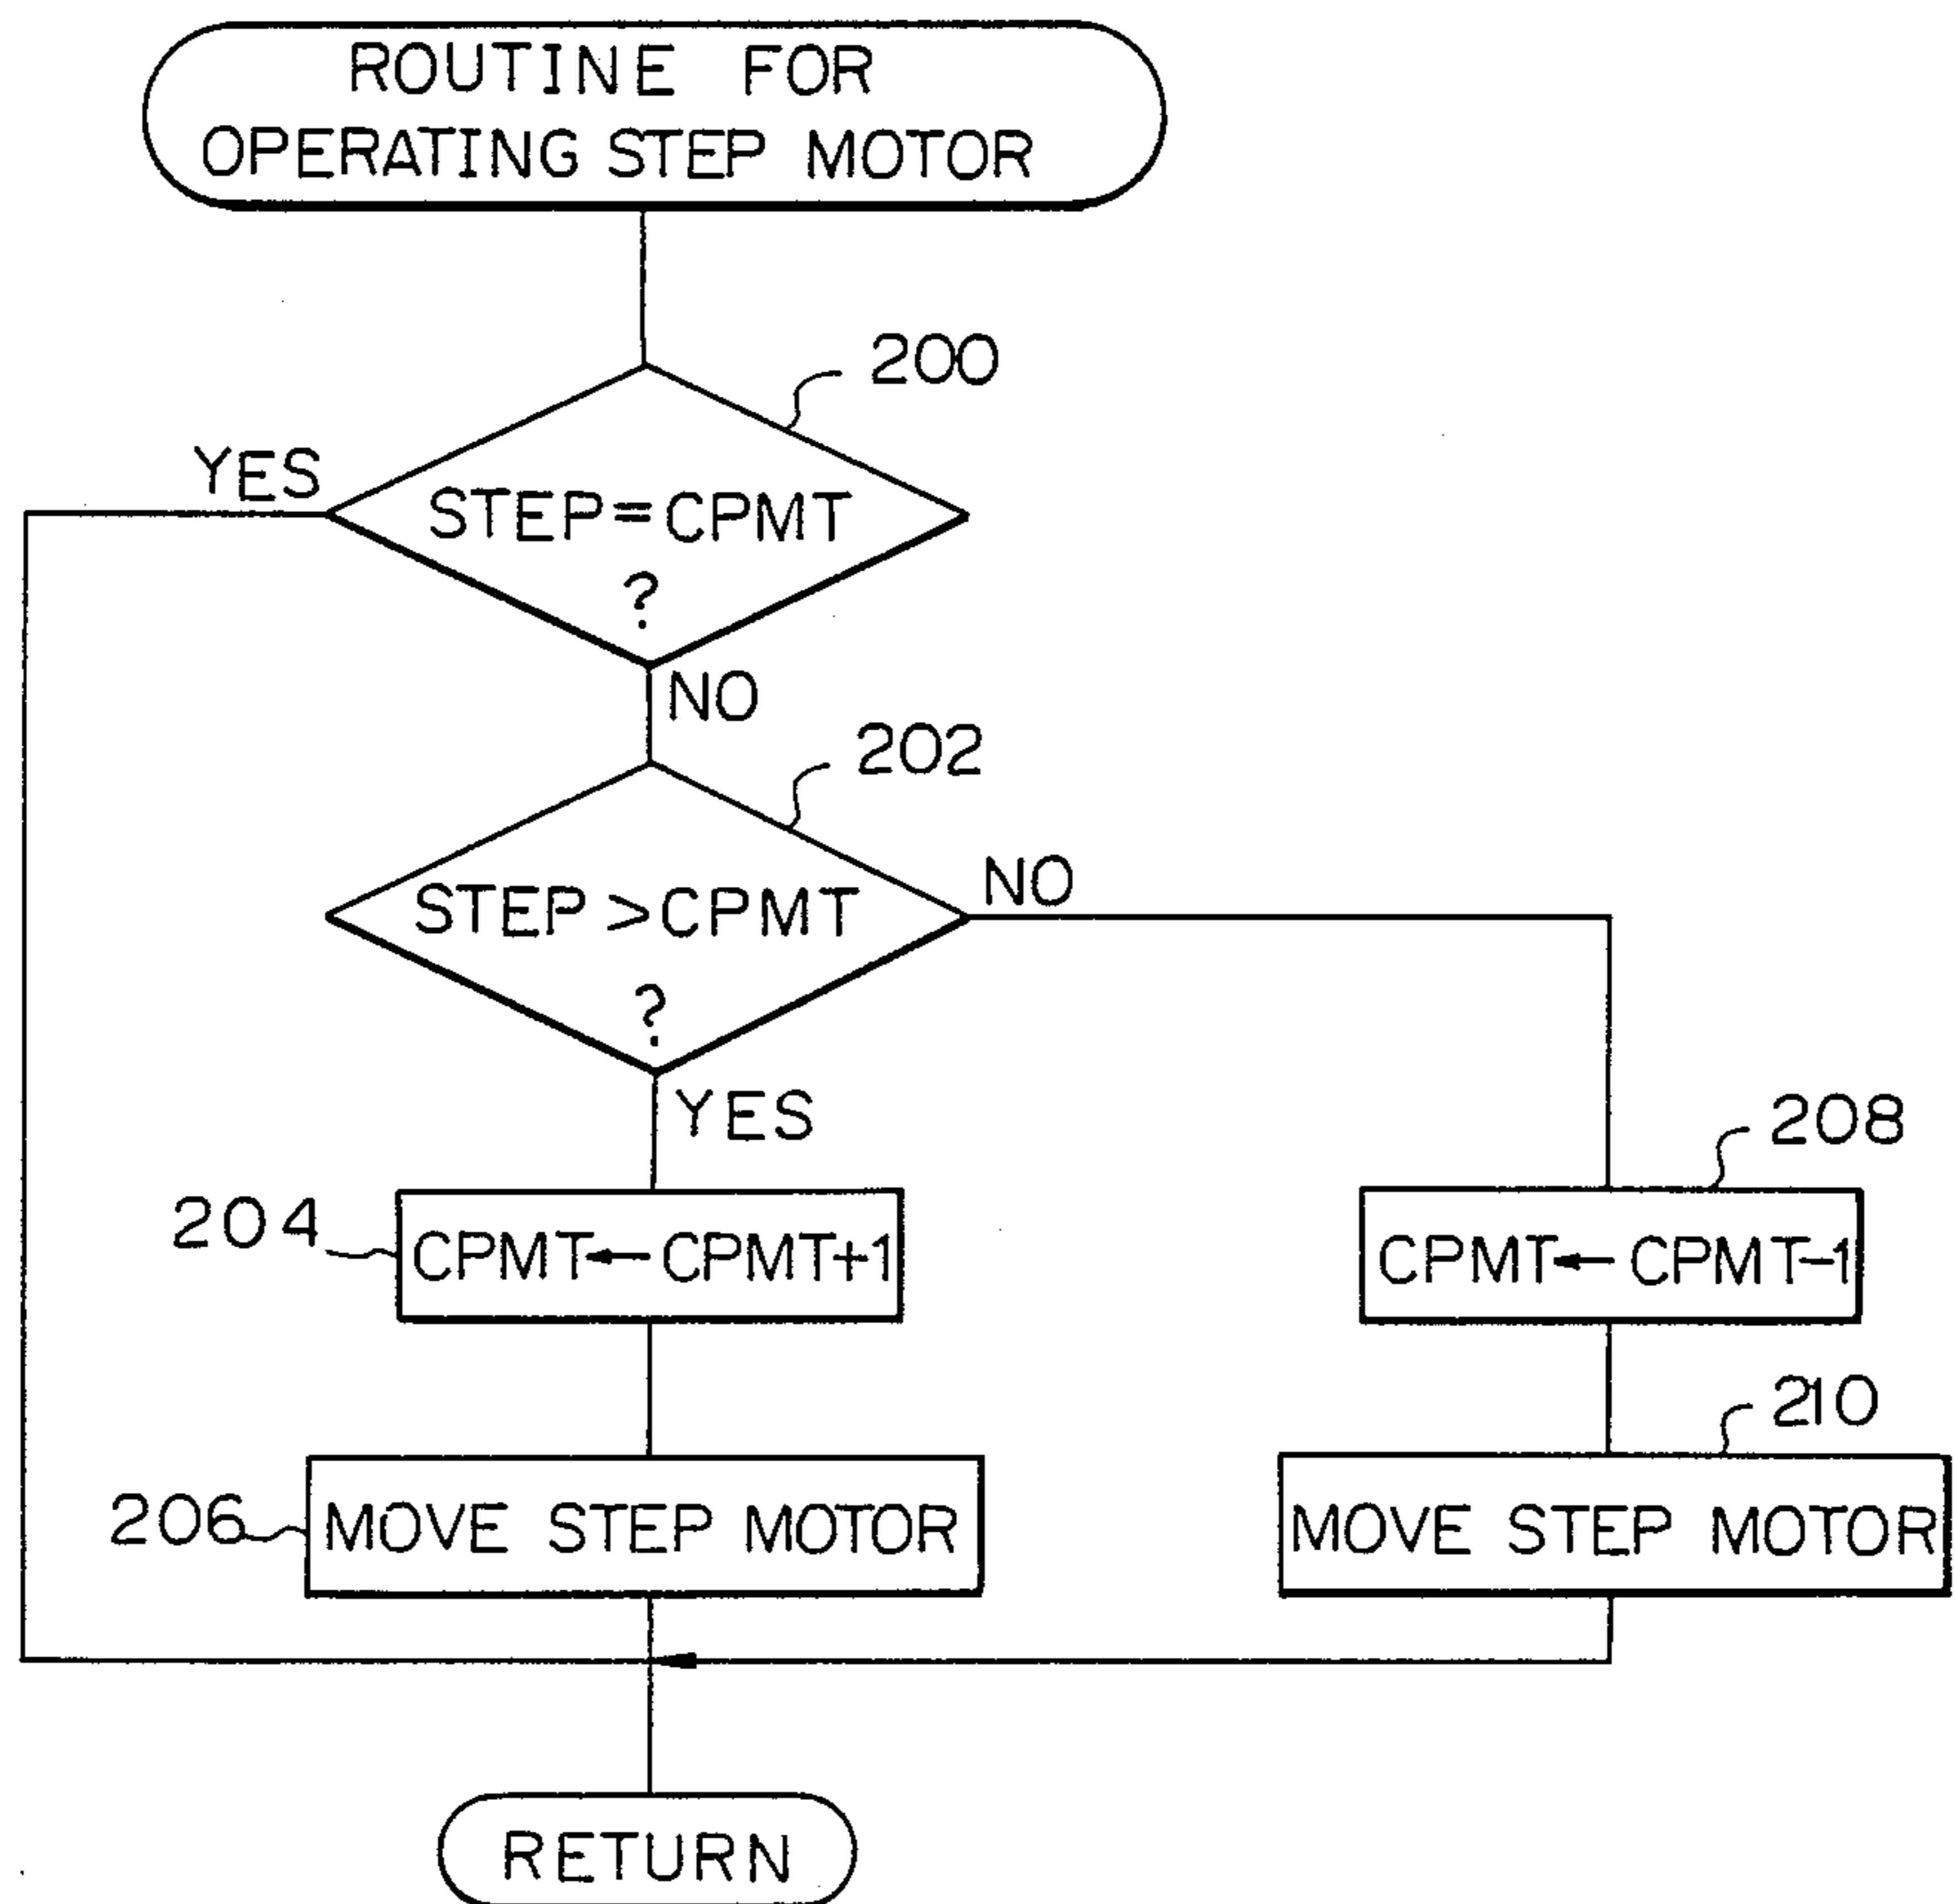 ROUTINE FOR
OPERATING STEP MOTOR
200
YES
STEP=CPMT
?
NO
202
STEP>CPMT
?
NO
YES
204
CPMT←CPMT+1
208
CPMT←CPMT-1
206
MOVE STEP MOTOR
210
MOVE STEP MOTOR
RETURN